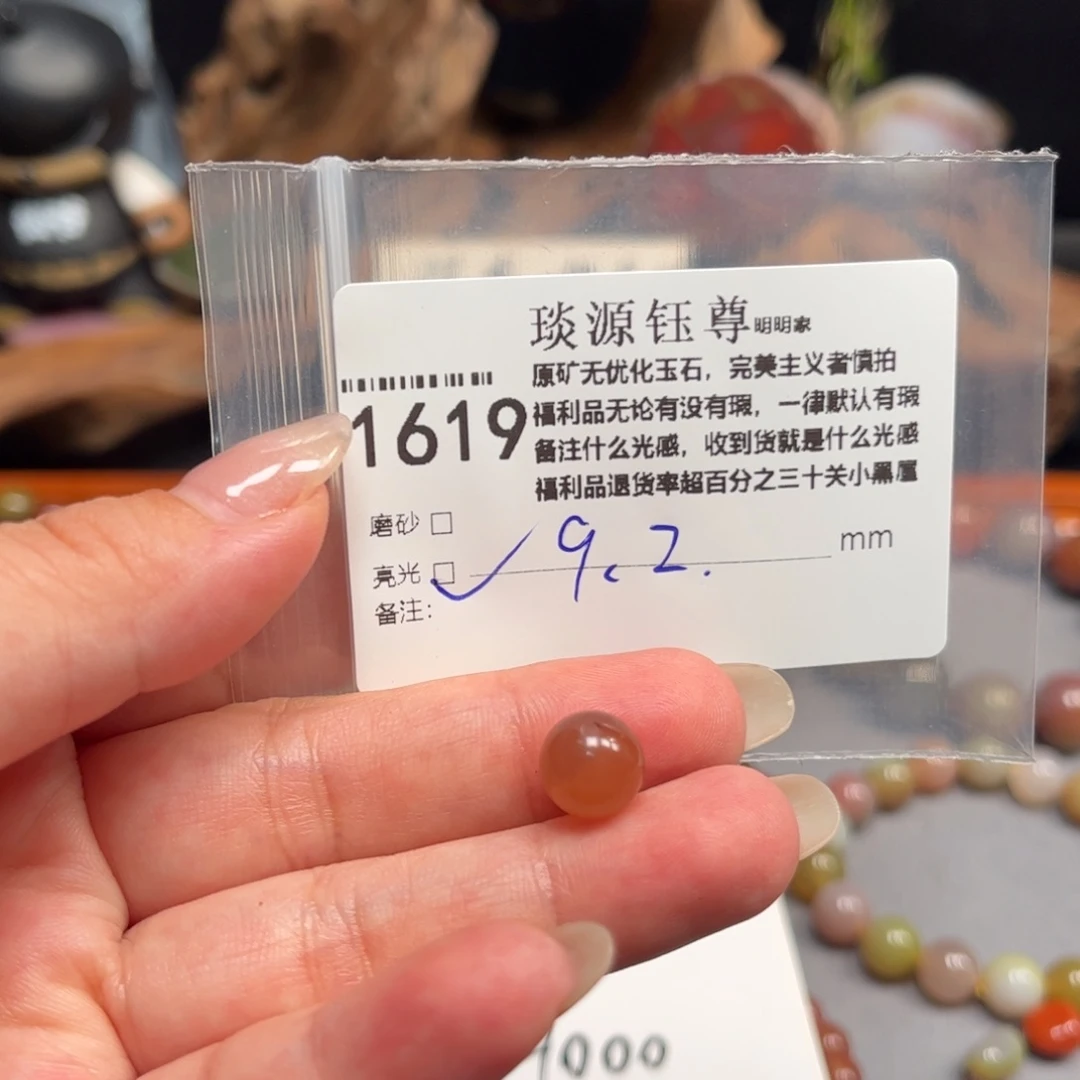 琰源钰尊明明家
原矿无优化玉石，完美主义者慎拍
1619
福利品无论有没有瑕，一律默认有瑕
备注什么光感，收到货就是什么光感
福利品退货率超百分之三十关小黑屋
磨砂 □
亮光 □ 9.2. mm
备注：
1000